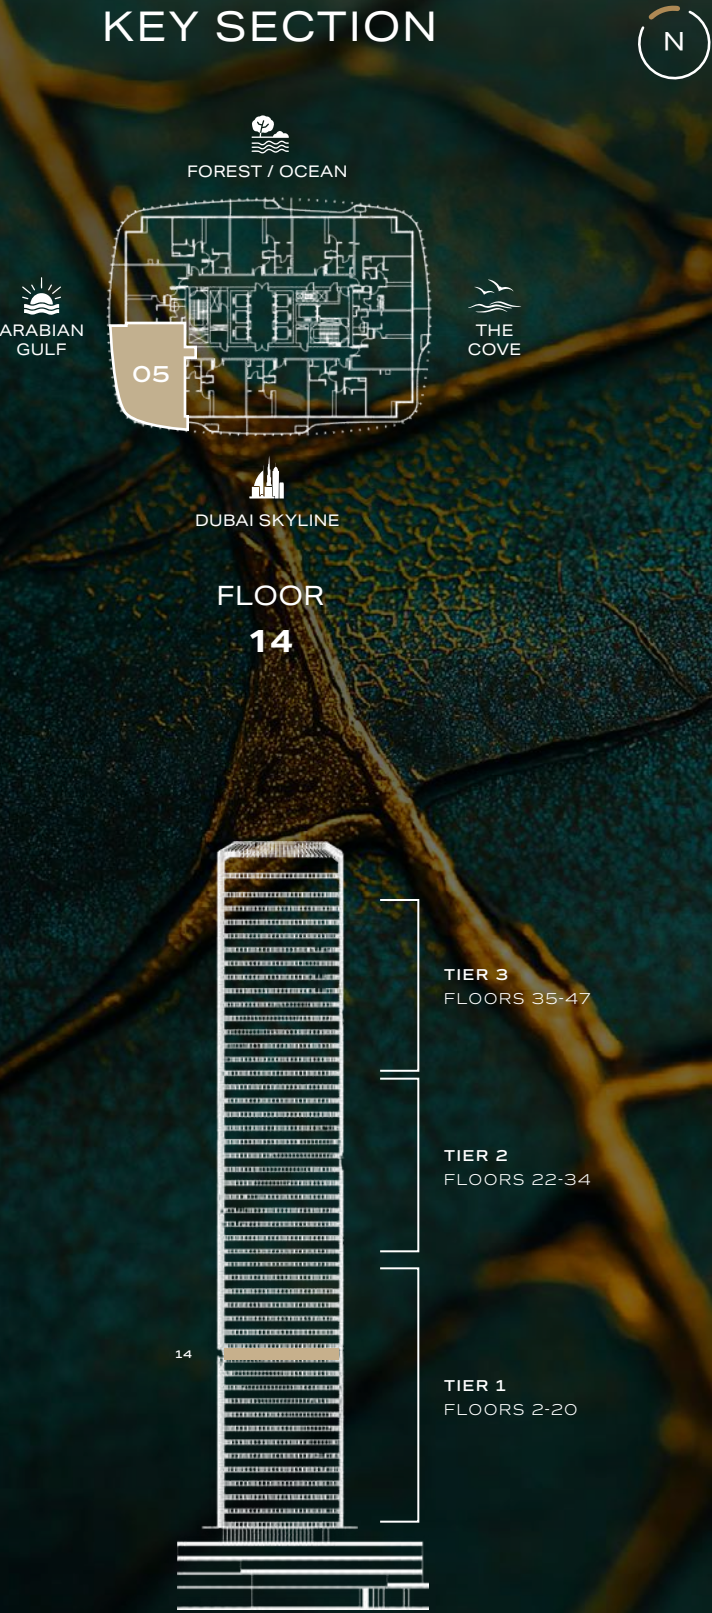 KEY SECTION
N
FOREST / OCEAN
ARABIAN
GULF
THE
COVE
05
DUBAI SKYLINE
FLOOR
14
TIER 3
FLOORS 35-47
TIER 2
FLOORS 22-34
14
TIER 1
FLOORS 2-20